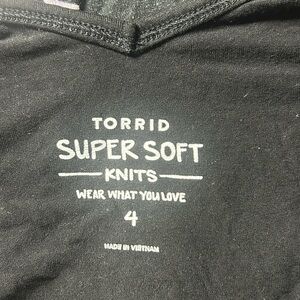 TORRID
SUPER SOFT
KNITS
WEAR WHAT YOU LOVE
4
MADE IN VIETNAM